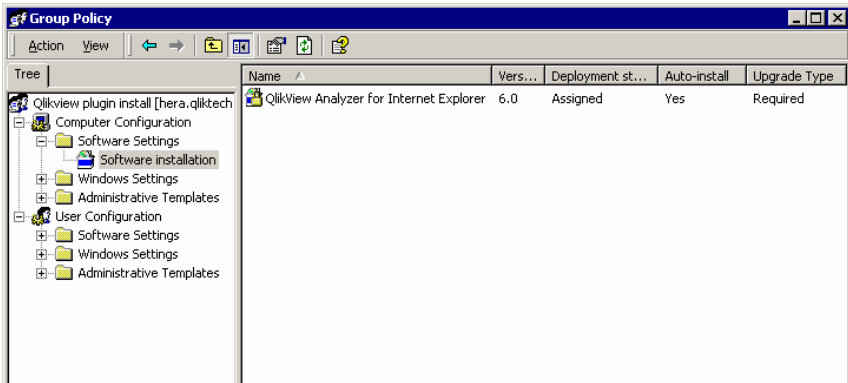 Group Policy
Action View
Tree
Name Vers... Deployment st... Auto-install Upgrade Type
Qlikview plugin install [hera.qliktech
QlikView Analyzer for Internet Explorer 6.0 Assigned Yes Required
Computer Configuration
Software Settings
Software installation
Windows Settings
Administrative Templates
User Configuration
Software Settings
Windows Settings
Administrative Templates